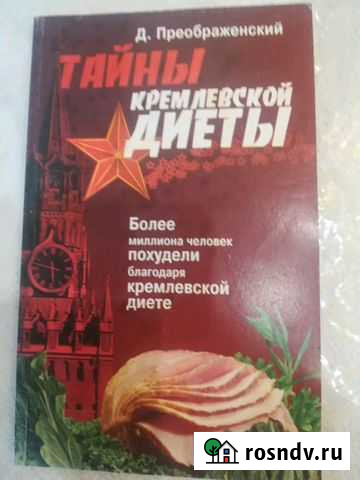 Д. Преображенский
ТАЙНЫ
КРЕМЛЕВСКОЙ
ДИЕТЫ
Более
миллиона человек
похудели
благодаря
кремлевской
диете
rosndv.ru